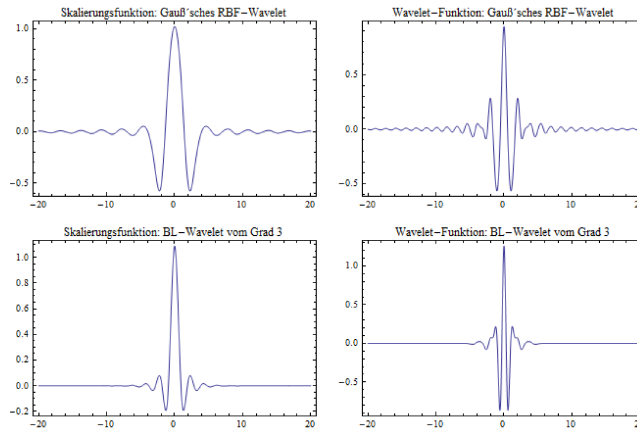 Skalierungsfunktion: Gauß´sches RBF-Wavelet
1.0
0.5
0.0
-0.5
-20 -10 0 10 20
Wavelet-Funktion: Gauß´sches RBF-Wavelet
0.5
0.0
-0.5
-20 -10 0 10 20
Skalierungsfunktion: BL-Wavelet vom Grad 3
1.0
0.8
0.6
0.4
0.2
0.0
-0.2
-20 -10 0 10 20
Wavelet-Funktion: BL-Wavelet vom Grad 3
1.0
0.5
0.0
-0.5
-20 -10 0 10 20